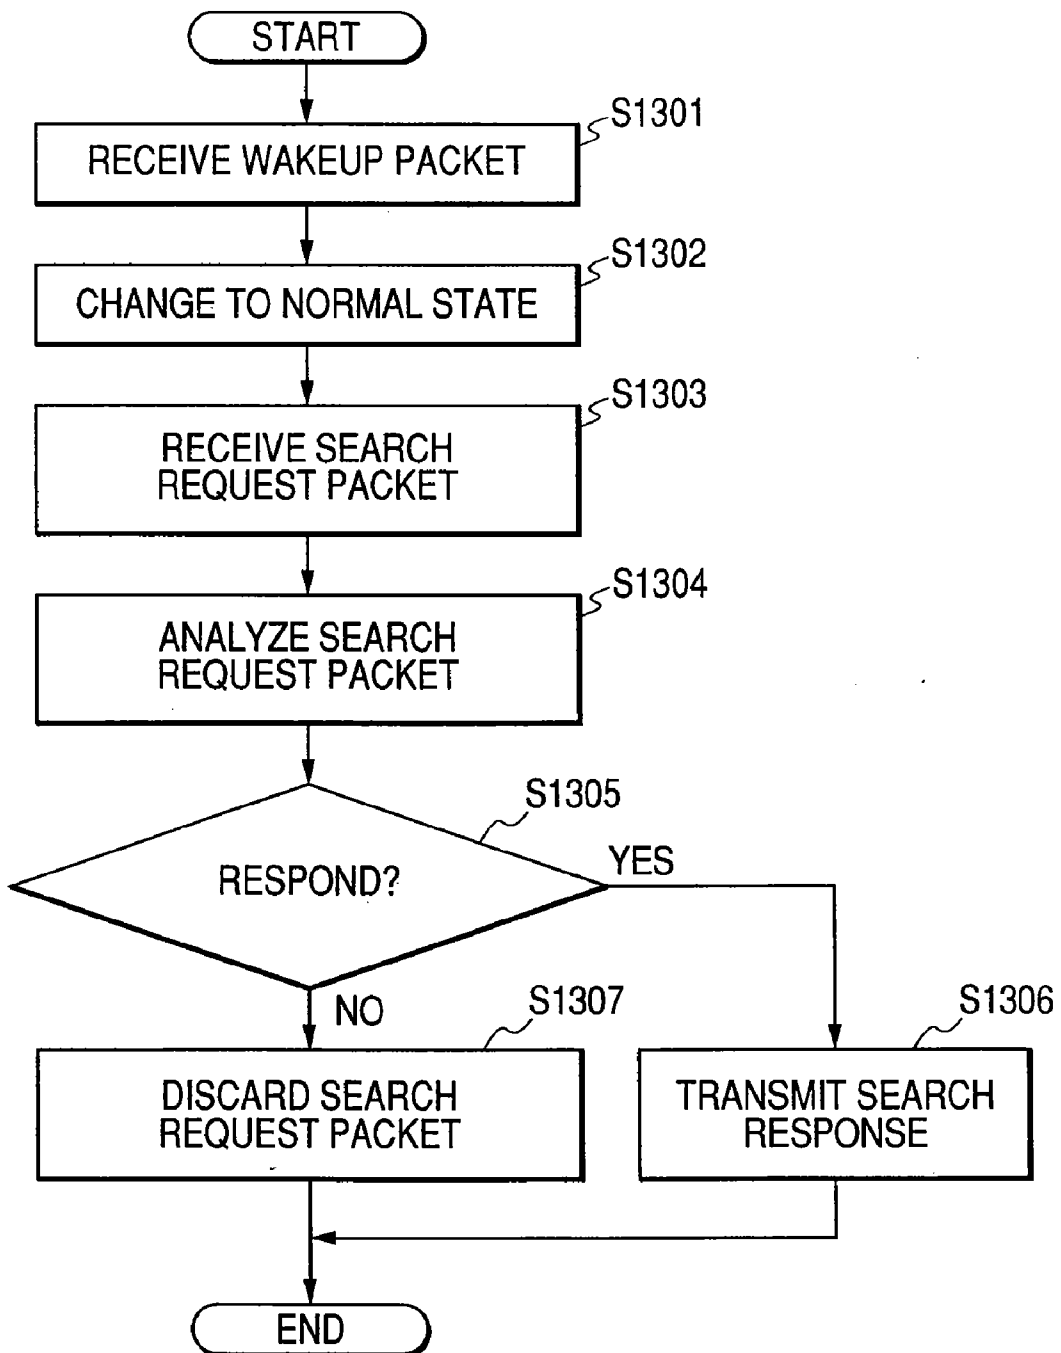 START
S1301
RECEIVE WAKEUP PACKET
S1302
CHANGE TO NORMAL STATE
S1303
RECEIVE SEARCH
REQUEST PACKET
S1304
ANALYZE SEARCH
REQUEST PACKET
S1305
RESPOND?
YES
NO
S1307
DISCARD SEARCH
REQUEST PACKET
S1306
TRANSMIT SEARCH
RESPONSE
END